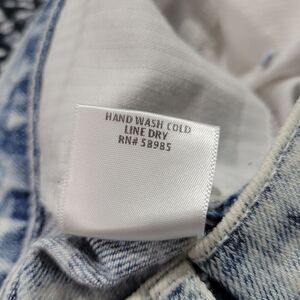 HAND WASH COLD
LINE DRY
RN# 58985